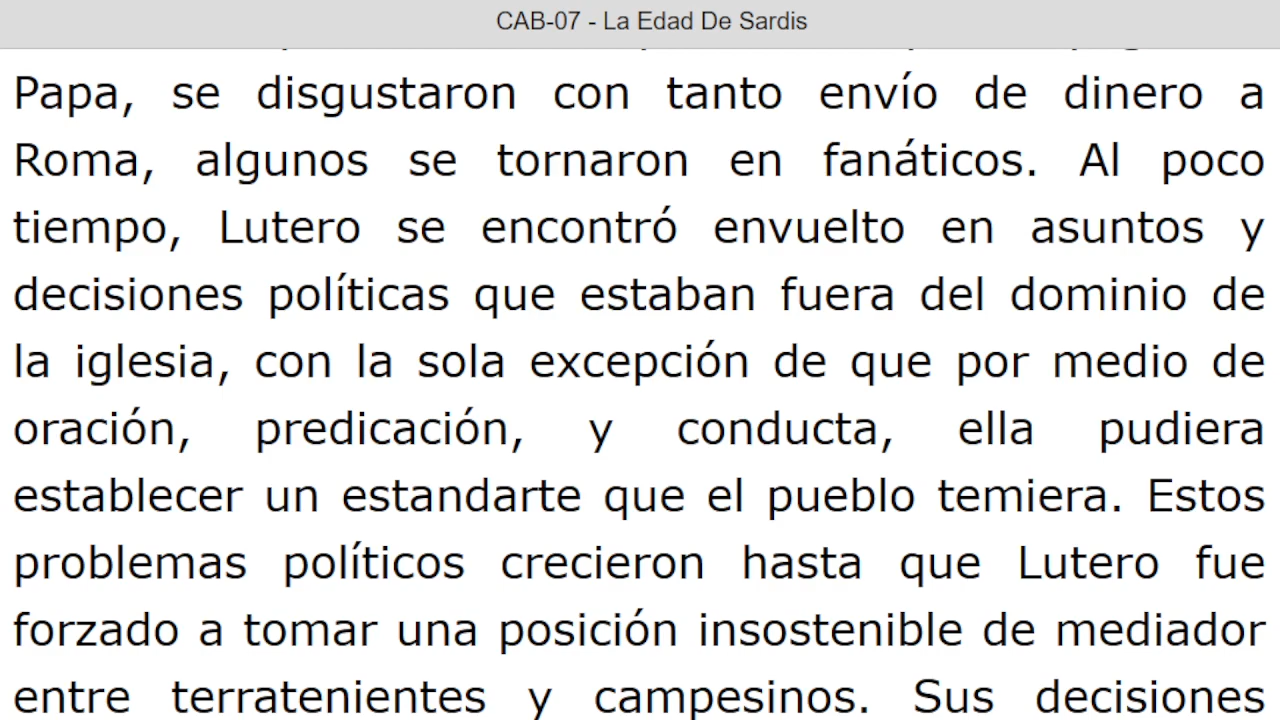 CAB-07 - La Edad De Sardis
Papa, se disgustaron con tanto envío de dinero a
Roma, algunos se tornaron en fanáticos. Al poco
tiempo, Lutero se encontró envuelto en asuntos y
decisiones políticas que estaban fuera del dominio de
la iglesia, con la sola excepción de que por medio de
oración, predicación, y conducta, ella pudiera
establecer un estandarte que el pueblo temiera. Estos
problemas políticos crecieron hasta que Lutero fue
forzado a tomar una posición insostenible de mediador
entre terratenientes y campesinos. Sus decisiones